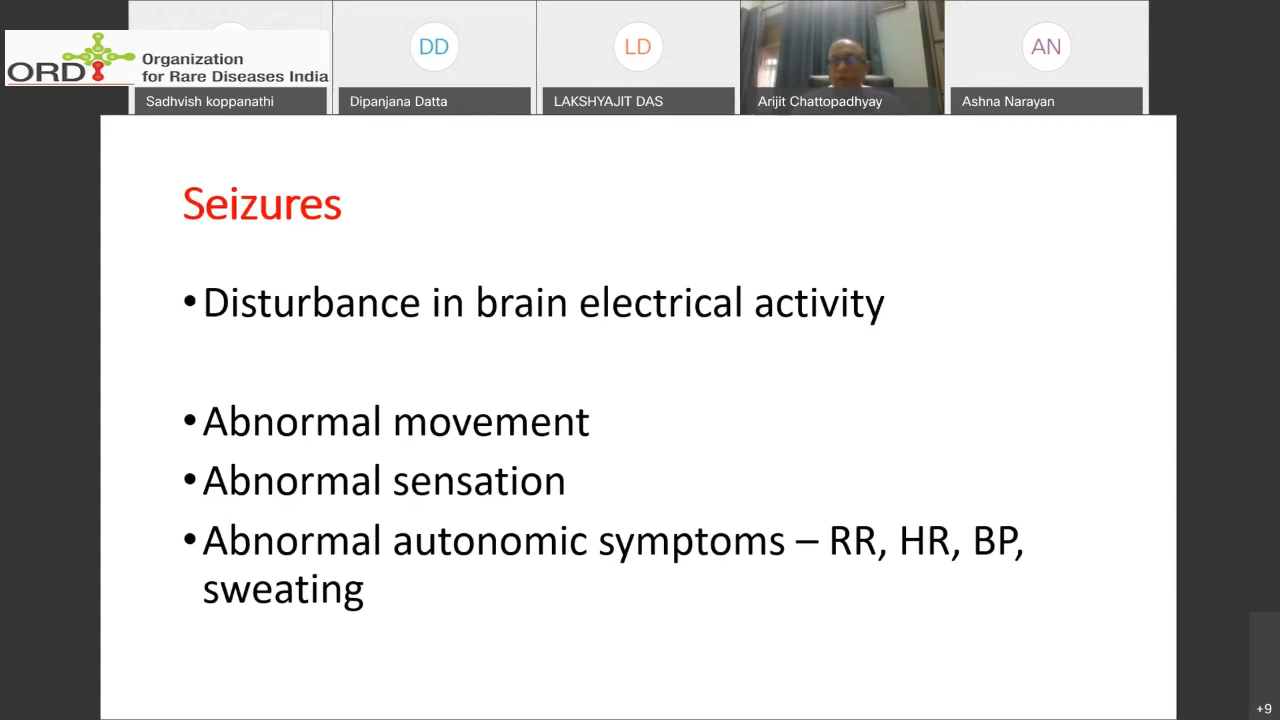 ORDI
Organization
for Rare Diseases India
DD
LD
AN
Sadhvish koppanathi
Dipanjana Datta
LAKSHYAJIT DAS
Arijit Chattopadhyay
Ashna Narayan
Seizures
•Disturbance in brain electrical activity
•Abnormal movement
•Abnormal sensation
•Abnormal autonomic symptoms – RR, HR, BP,
sweating
+9